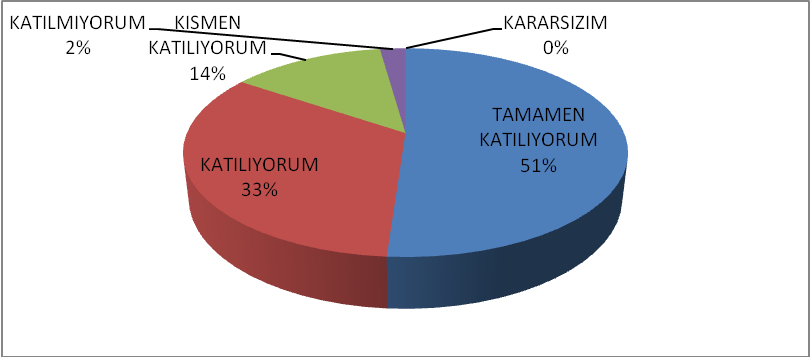 KATILMIYORUM
2%
KISMEN
KATILIYORUM
14%
KARARSIZIM
0%
TAMAMEN
KATILIYORUM
51%
KATILIYORUM
33%